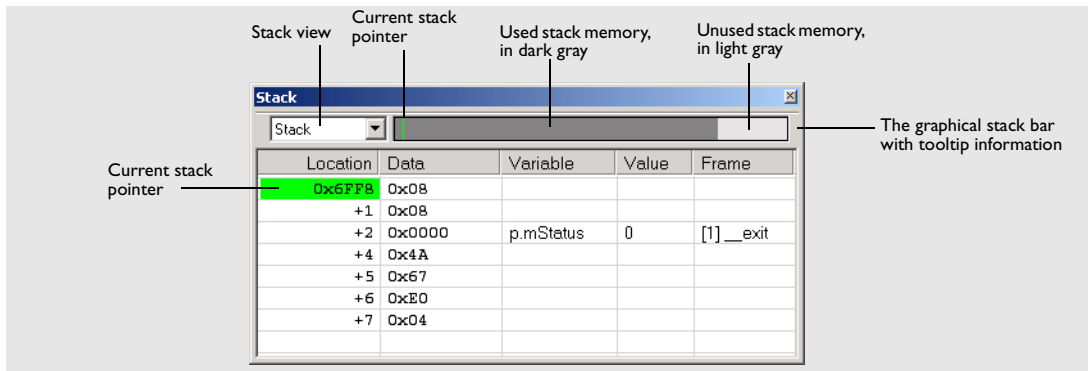 Stack view
Current stack
pointer
Used stack memory,
in dark gray
Unused stack memory,
in light gray
Stack
Stack
The graphical stack bar
with tooltip information
Current stack
pointer
Location Data Variable Value Frame
0x6FF8 0x08
+1 0x08
+2 0x0000 p.mStatus 0 [1] __exit
+4 0x4A
+5 0x67
+6 0xE0
+7 0x04